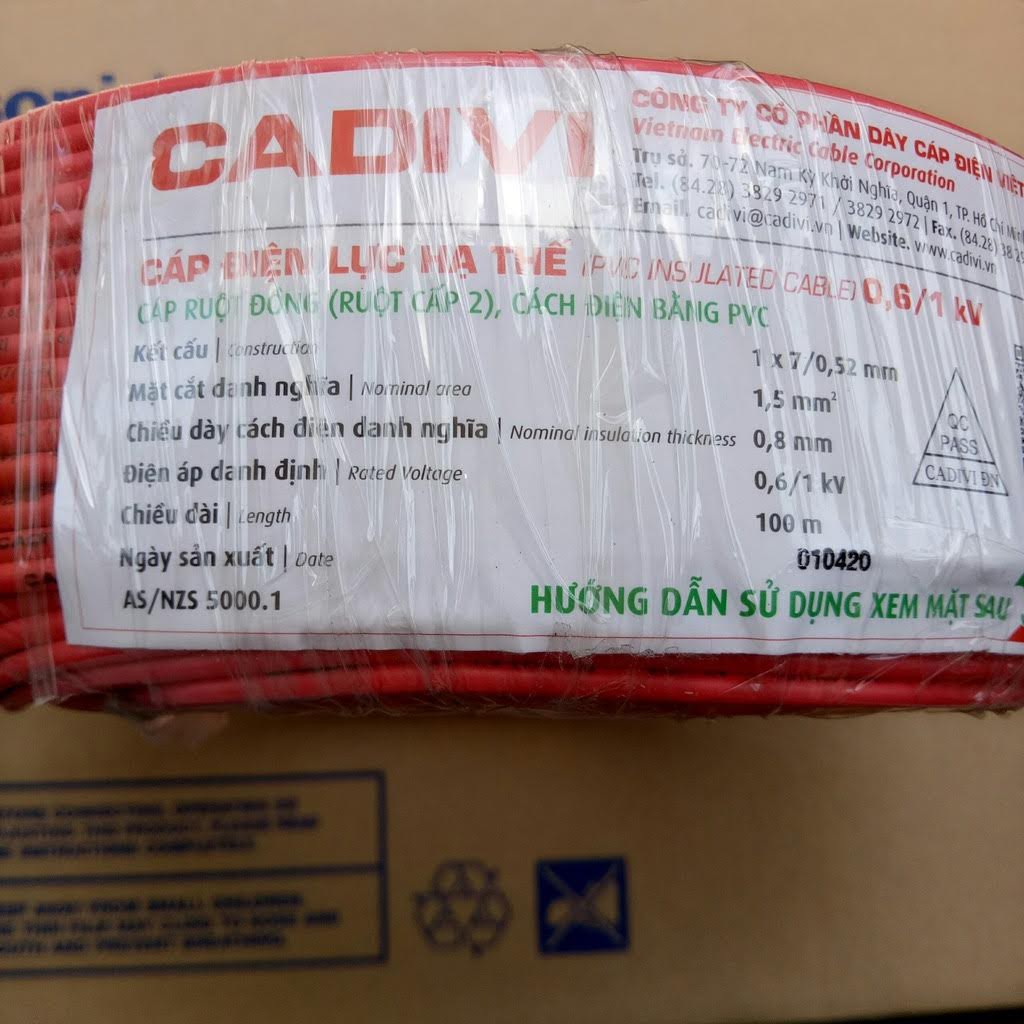 CADIVI
CÔNG TY CỔ PHẦN DÂY CÁP ĐIỆN VIỆT
Vietnam Electric Cable Corporation
Trụ sở. 70-72 Nam Kỳ Khởi Nghĩa, Quận 1, TP. Hồ Chí Minh
Tel. (84.28) 3829 2971 / 3829 2972 | Fax. (84.28) 38 29
Email. cadivi@cadivi.vn | Website. www.cadivi.vn
CÁP ĐIỆN LỰC HẠ THẾ (PVC INSULATED CABLE) 0,6/1 kV
CÁP RUỘT ĐỒNG (RUỘT CẤP 2), CÁCH ĐIỆN BẰNG PVC
Kết cấu | Construction 1 x 7/0,52 mm
Mặt cắt danh nghĩa | Nominal area 1,5 mm²
Chiều dày cách điện danh nghĩa | Nominal insulation thickness 0,8 mm
Điện áp danh định | Rated Voltage 0,6/1 kV
Chiều dài | Length 100 m
Ngày sản xuất | Date 010420
AS/NZS 5000.1
QC
PASS
CADIVI ĐN
HƯỚNG DẪN SỬ DỤNG XEM MẶT SAU